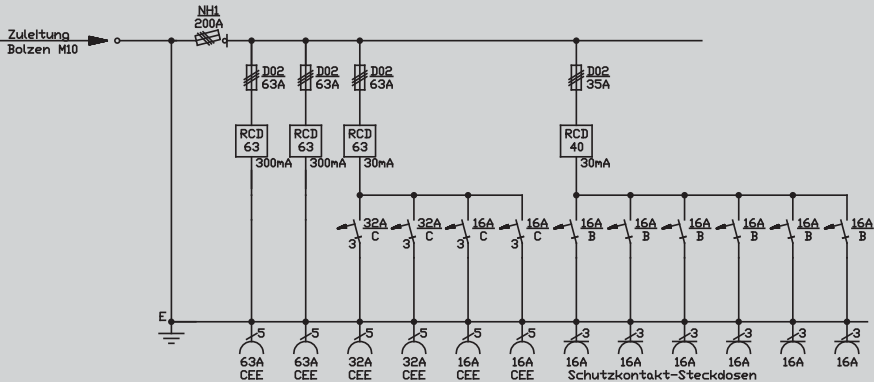 NH1
200A
Zuleitung
Bolzen M10
D02
63A
D02
63A
D02
63A
D02
35A
RCD
63
300mA
RCD
63
300mA
RCD
63
30mA
RCD
40
30mA
3
32A
C
3
32A
C
3
16A
C
3
16A
C
16A
B
16A
B
16A
B
16A
B
16A
B
16A
B
E
5
5
5
5
5
5
3
3
3
3
3
3
63A
CEE
63A
CEE
32A
CEE
32A
CEE
16A
CEE
16A
CEE
16A
16A
16A
16A
16A
16A
Schutzkontakt-Steckdosen